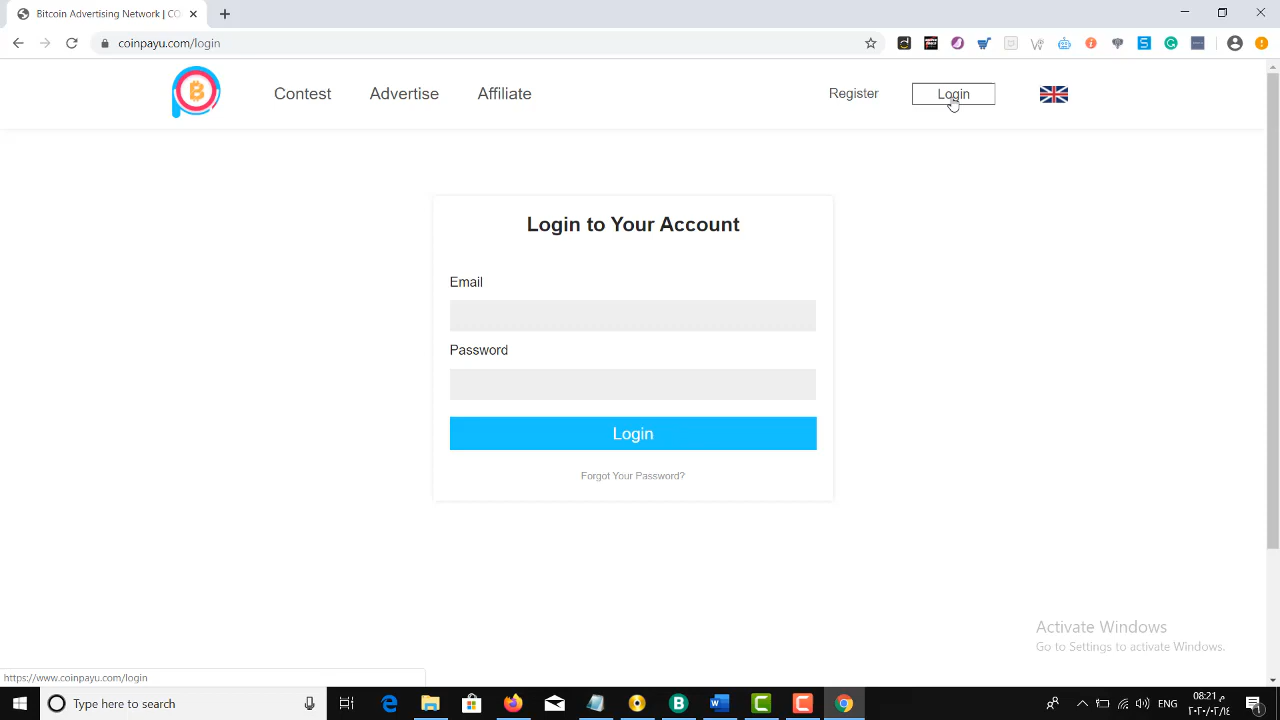 Bitcoin Advertising Network | CO
coinpayu.com/login
Contest
Advertise
Affiliate
Register
Login
Login to Your Account
Email
Password
Login
Forgot Your Password?
Activate Windows
Go to Settings to activate Windows.
https://www.coinpayu.com/login
Type here to search
ENG